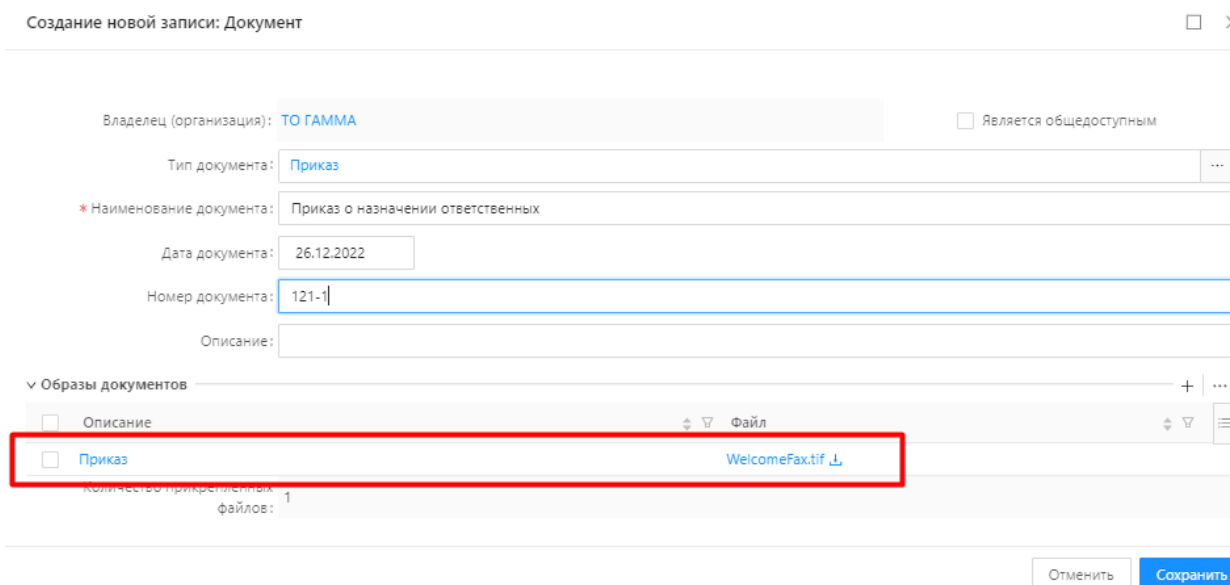 Создание новой записи: Документ
Владелец (организация): ТО ГАММА
Является общедоступным
Тип документа: Приказ ...
* Наименование документа: Приказ о назначении ответственных
Дата документа: 26.12.2022
Номер документа: 121-1
Описание:
Образы документов + ...
Описание Файл
Приказ WelcomeFax.tif
Количество прикрепленных
файлов: 1
Отменить Сохранить